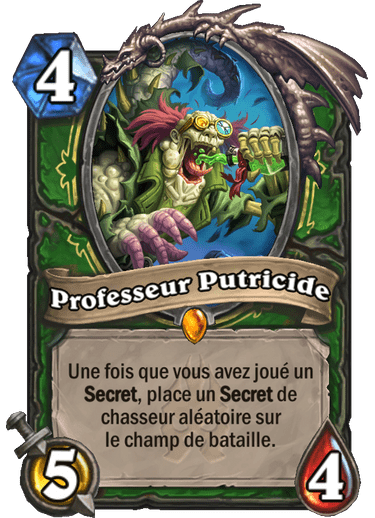 4
Professeur Putricide
Une fois que vous avez joué un
Secret, place un Secret de
chasseur aléatoire sur
le champ de bataille.
5
4